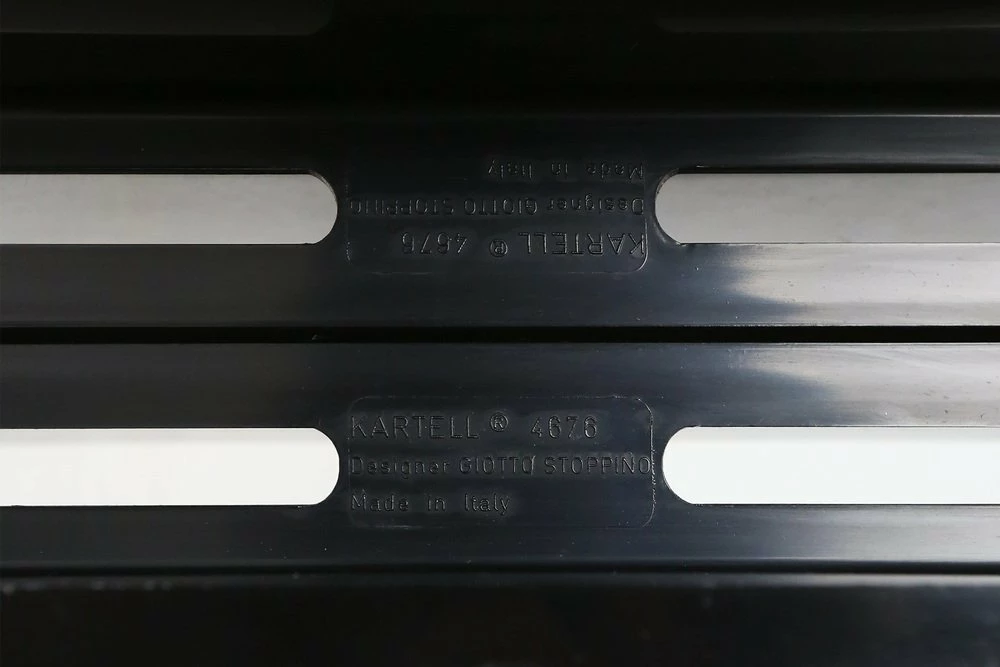 Made in Italy
Designer GIOTTO STOPPINO
KARTELL ® 4676
KARTELL ® 4676
Designer GIOTTO STOPPINO
Made in Italy